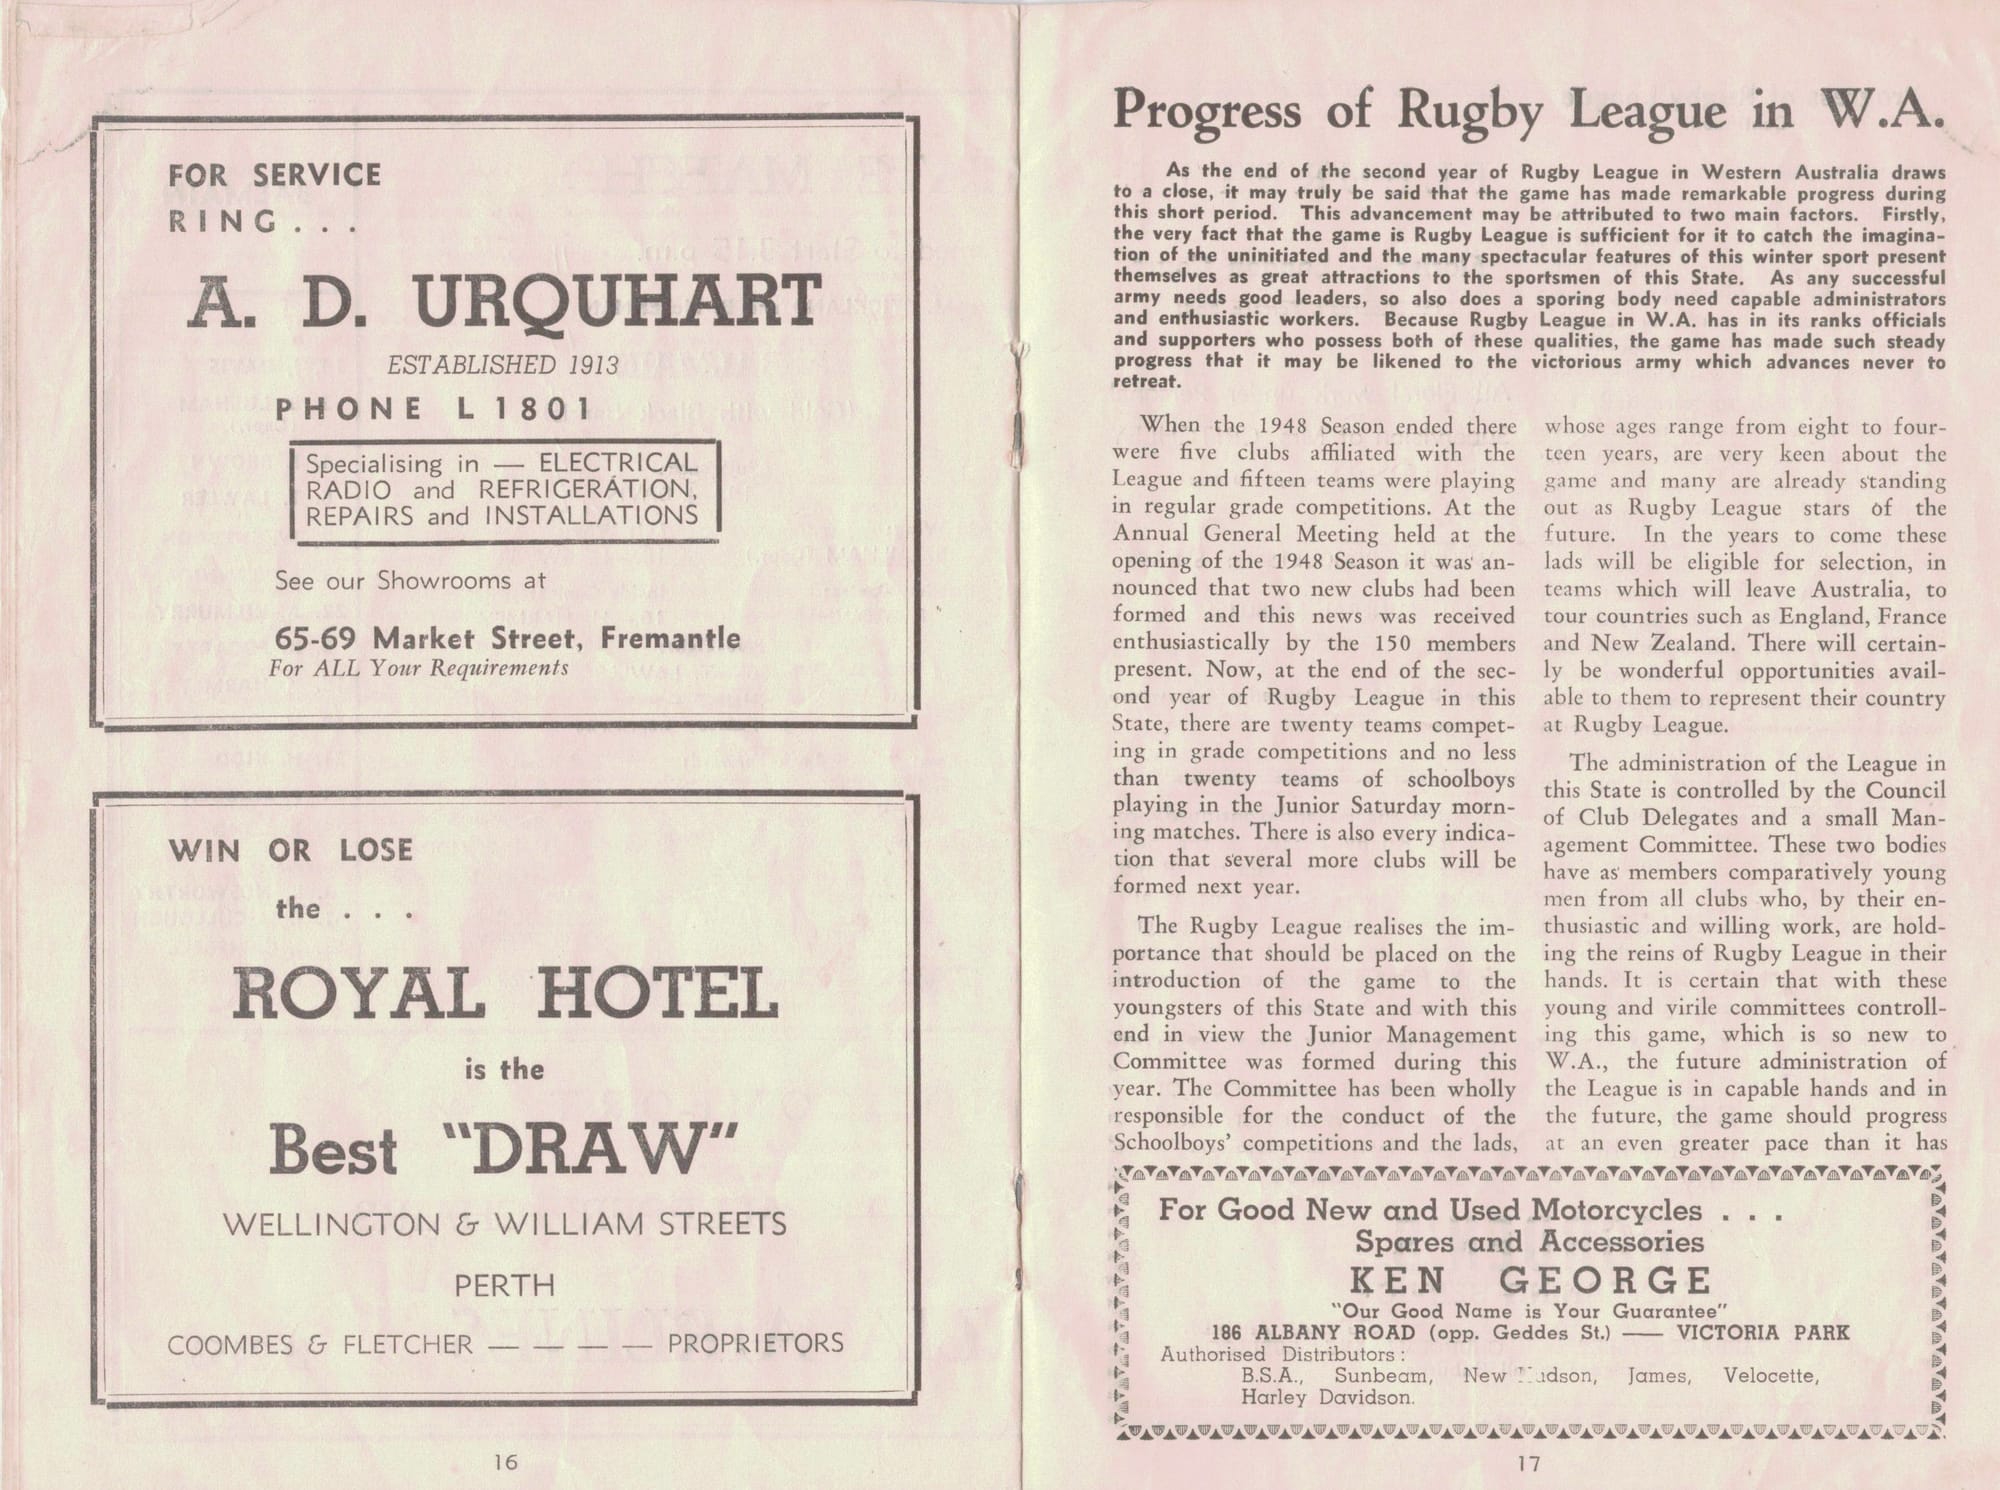 FOR SERVICE
RING . . .
A. D. URQUHART
ESTABLISHED 1913
PHONE L 1801
Specialising in — ELECTRICAL
RADIO and REFRIGERATION,
REPAIRS and INSTALLATIONS
See our Showrooms at
65-69 Market Street, Fremantle
For ALL Your Requirements
WIN OR LOSE
the . . .
ROYAL HOTEL
is the
Best "DRAW"
WELLINGTON & WILLIAM STREETS
PERTH
COOMBES & FLETCHER — — — — PROPRIETORS
16
Progress of Rugby League in W.A.
As the end of the second year of Rugby League in Western Australia draws
to a close, it may truly be said that the game has made remarkable progress during
this short period. This advancement may be attributed to two main factors. Firstly,
the very fact that the game is Rugby League is sufficient for it to catch the imagina-
tion of the uninitiated and the many spectacular features of this winter sport present
themselves as great attractions to the sportsmen of this State. As any successful
army needs good leaders, so also does a sporing body need capable administrators
and enthusiastic workers. Because Rugby League in W.A. has in its ranks officials
and supporters who possess both of these qualities, the game has made such steady
progress that it may be likened to the victorious army which advances never to
retreat.
When the 1948 Season ended there
were five clubs affiliated with the
League and fifteen teams were playing
in regular grade competitions. At the
Annual General Meeting held at the
opening of the 1948 Season it was an-
nounced that two new clubs had been
formed and this news was received
enthusiastically by the 150 members
present. Now, at the end of the sec-
ond year of Rugby League in this
State, there are twenty teams compet-
ing in grade competitions and no less
than twenty teams of schoolboys
playing in the Junior Saturday morn-
ing matches. There is also every indica-
tion that several more clubs will be
formed next year.
The Rugby League realises the im-
portance that should be placed on the
introduction of the game to the
youngsters of this State and with this
end in view the Junior Management
Committee was formed during this
year. The Committee has been wholly
responsible for the conduct of the
Schoolboys' competitions and the lads,
whose ages range from eight to four-
teen years, are very keen about the
game and many are already standing
out as Rugby League stars of the
future. In the years to come these
lads will be eligible for selection, in
teams which will leave Australia, to
tour countries such as England, France
and New Zealand. There will certain-
ly be wonderful opportunities avail-
able to them to represent their country
at Rugby League.
The administration of the League in
this State is controlled by the Council
of Club Delegates and a small Man-
agement Committee. These two bodies
have as members comparatively young
men from all clubs who, by their en-
thusiastic and willing work, are hold-
ing the reins of Rugby League in their
hands. It is certain that with these
young and virile committees controll-
ing this game, which is so new to
W.A., the future administration of
the League is in capable hands and in
the future, the game should progress
at an even greater pace than it has
For Good New and Used Motorcycles . . .
Spares and Accessories
KEN GEORGE
"Our Good Name is Your Guarantee"
186 ALBANY ROAD (opp. Geddes St.) — VICTORIA PARK
Authorised Distributors :
B.S.A., Sunbeam, New Hudson, James, Velocette,
Harley Davidson.
17